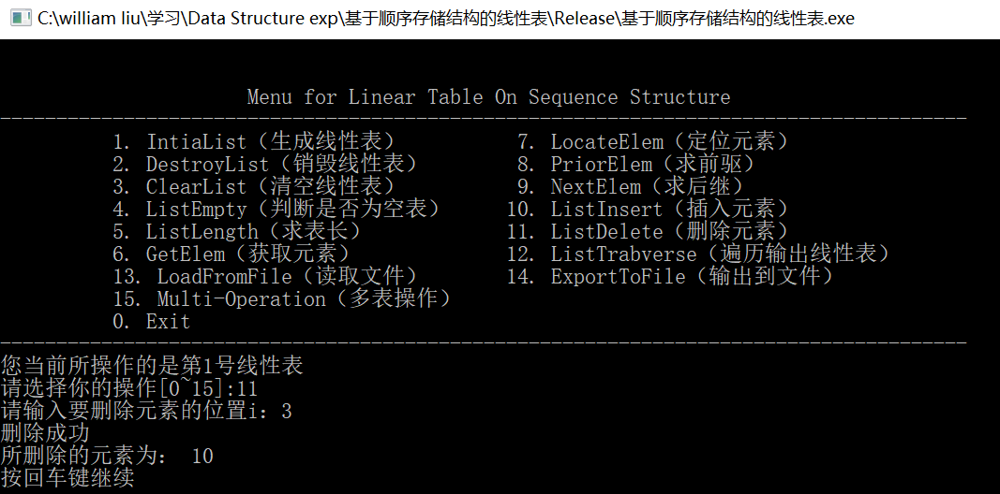 C:\william liu\学习\Data Structure exp\基于顺序存储结构的线性表\Release\基于顺序存储结构的线性表.exe
Menu for Linear Table On Sequence Structure
1. IntiaList（生成线性表） 7. LocateElem（定位元素）
2. DestroyList（销毁线性表） 8. PriorElem（求前驱）
3. ClearList（清空线性表） 9. NextElem（求后继）
4. ListEmpty（判断是否为空表） 10. ListInsert（插入元素）
5. ListLength（求表长） 11. ListDelete（删除元素）
6. GetElem（获取元素） 12. ListTrabverse（遍历输出线性表）
13. LoadFromFile（读取文件） 14. ExportToFile（输出到文件）
15. Multi-Operation（多表操作）
0. Exit
您当前所操作的是第1号线性表
请选择你的操作[0~15]:11
请输入要删除元素的位置i：3
删除成功
所删除的元素为： 10
按回车键继续